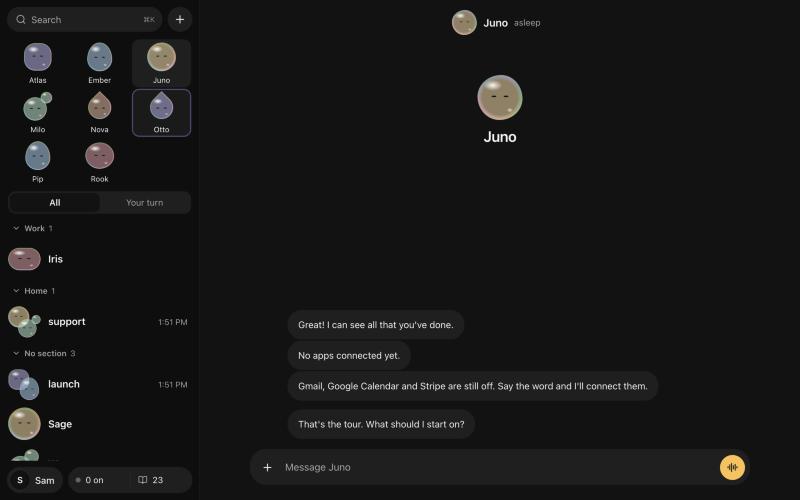 Search ⌘K
Atlas
Ember
Juno
Milo
Nova
Otto
Pip
Rook
All
Your turn
Work 1
Iris
Home 1
support 1:51 PM
No section 3
launch 1:51 PM
Sage
S Sam
0 on
23
Juno asleep
Juno
Great! I can see all that you've done.
No apps connected yet.
Gmail, Google Calendar and Stripe are still off. Say the word and I'll connect them.
That's the tour. What should I start on?
Message Juno